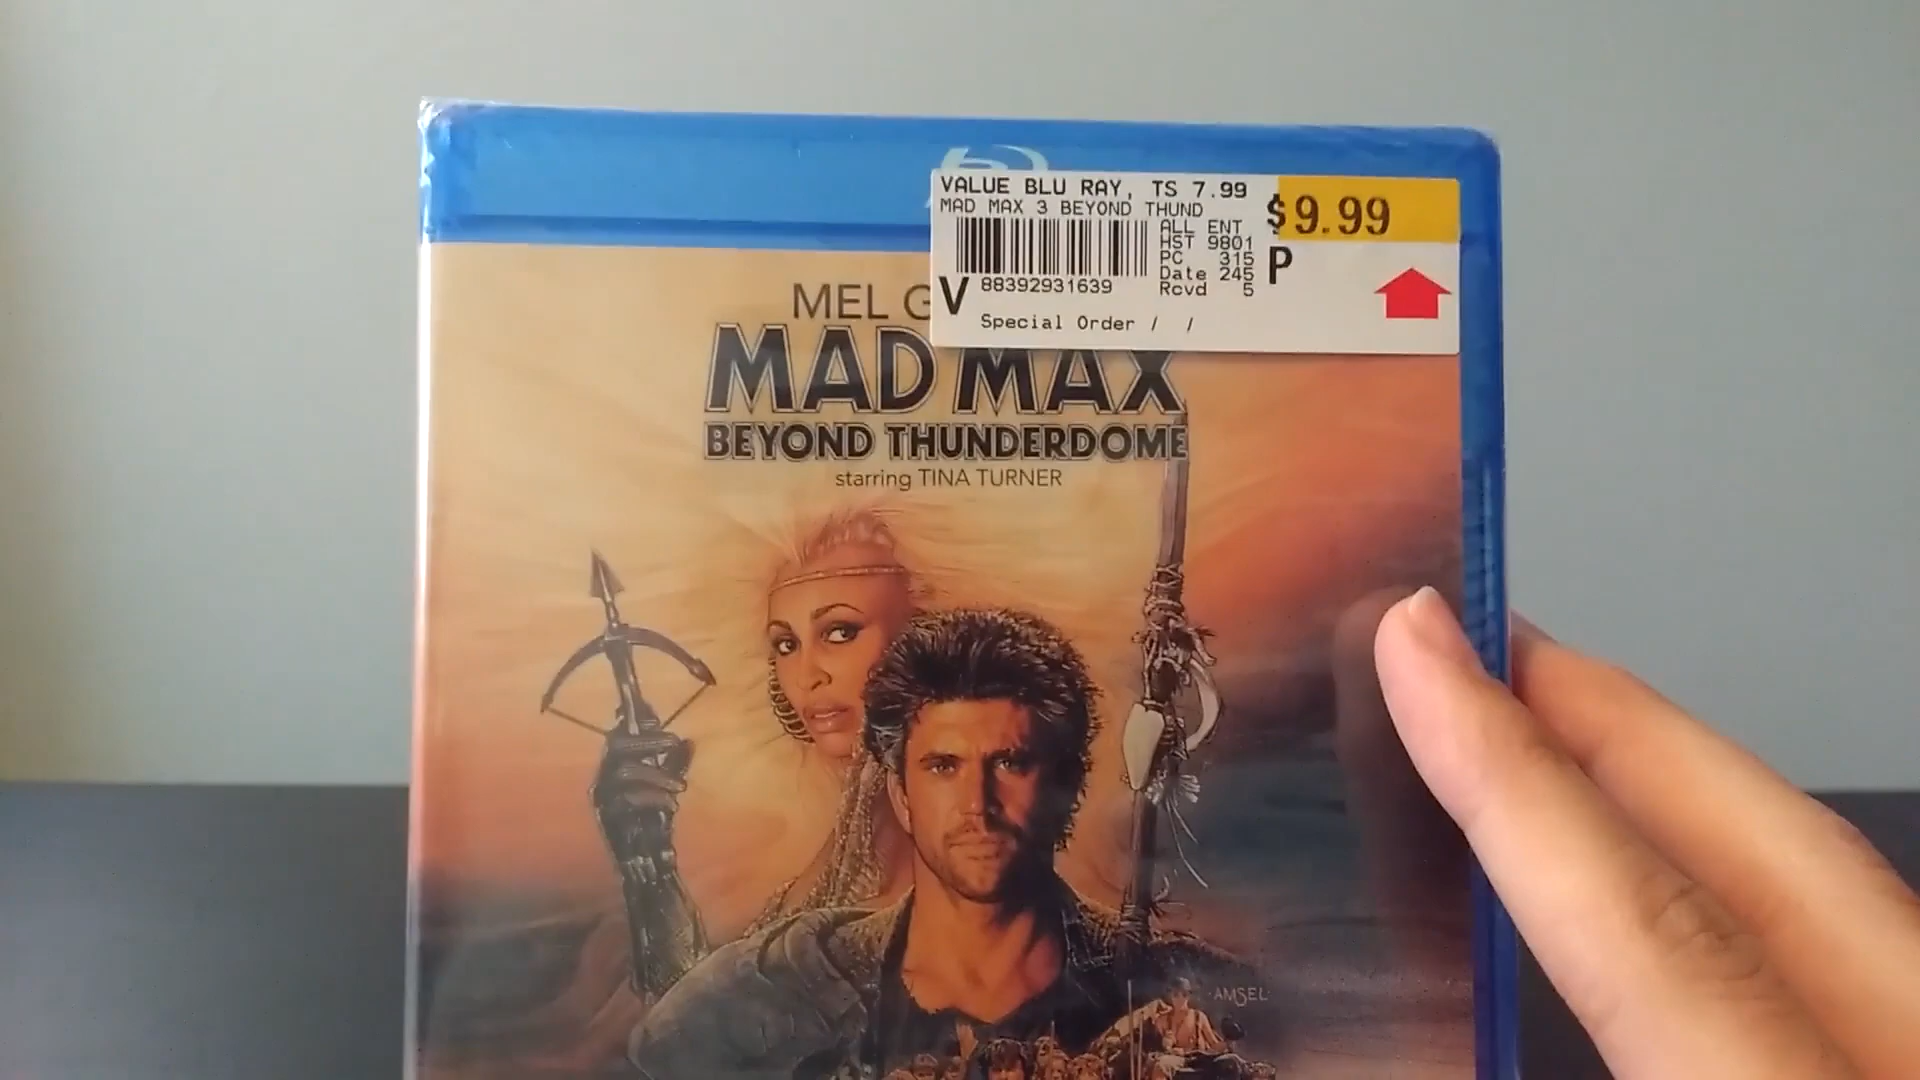 VALUE BLU RAY, TS 7.99
MAD MAX 3 BEYOND THUND
$9.99
ALL ENT
HST 9801
PC 315
P
Date 245
Rcvd 5
V
88392931639
Special Order / /
MEL G
MAD MAX
BEYOND THUNDERDOME
starring TINA TURNER
AMSEL